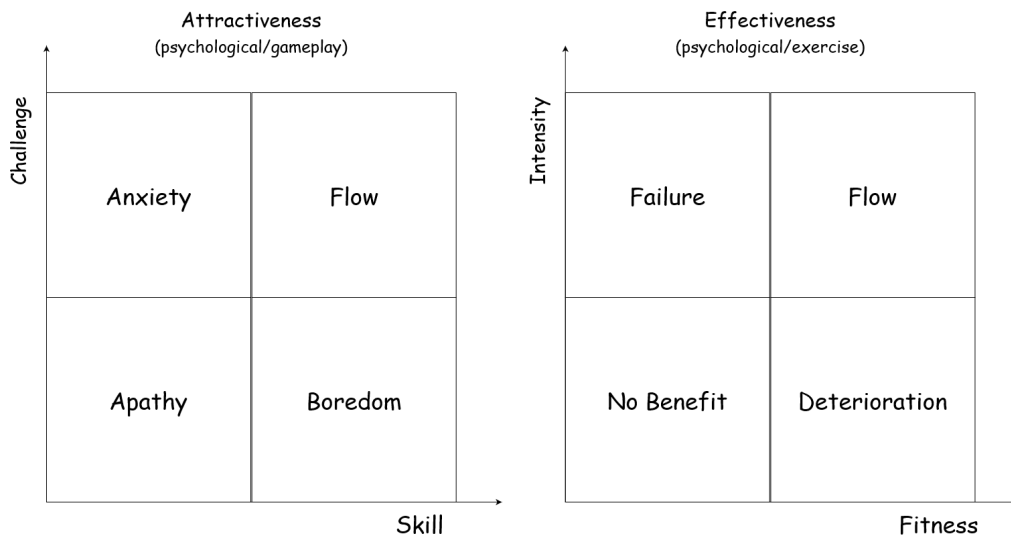 Attractiveness
(psychological/gameplay)
Challenge
Anxiety
Flow
Apathy
Boredom
Skill
Effectiveness
(psychological/exercise)
Intensity
Failure
Flow
No Benefit
Deterioration
Fitness